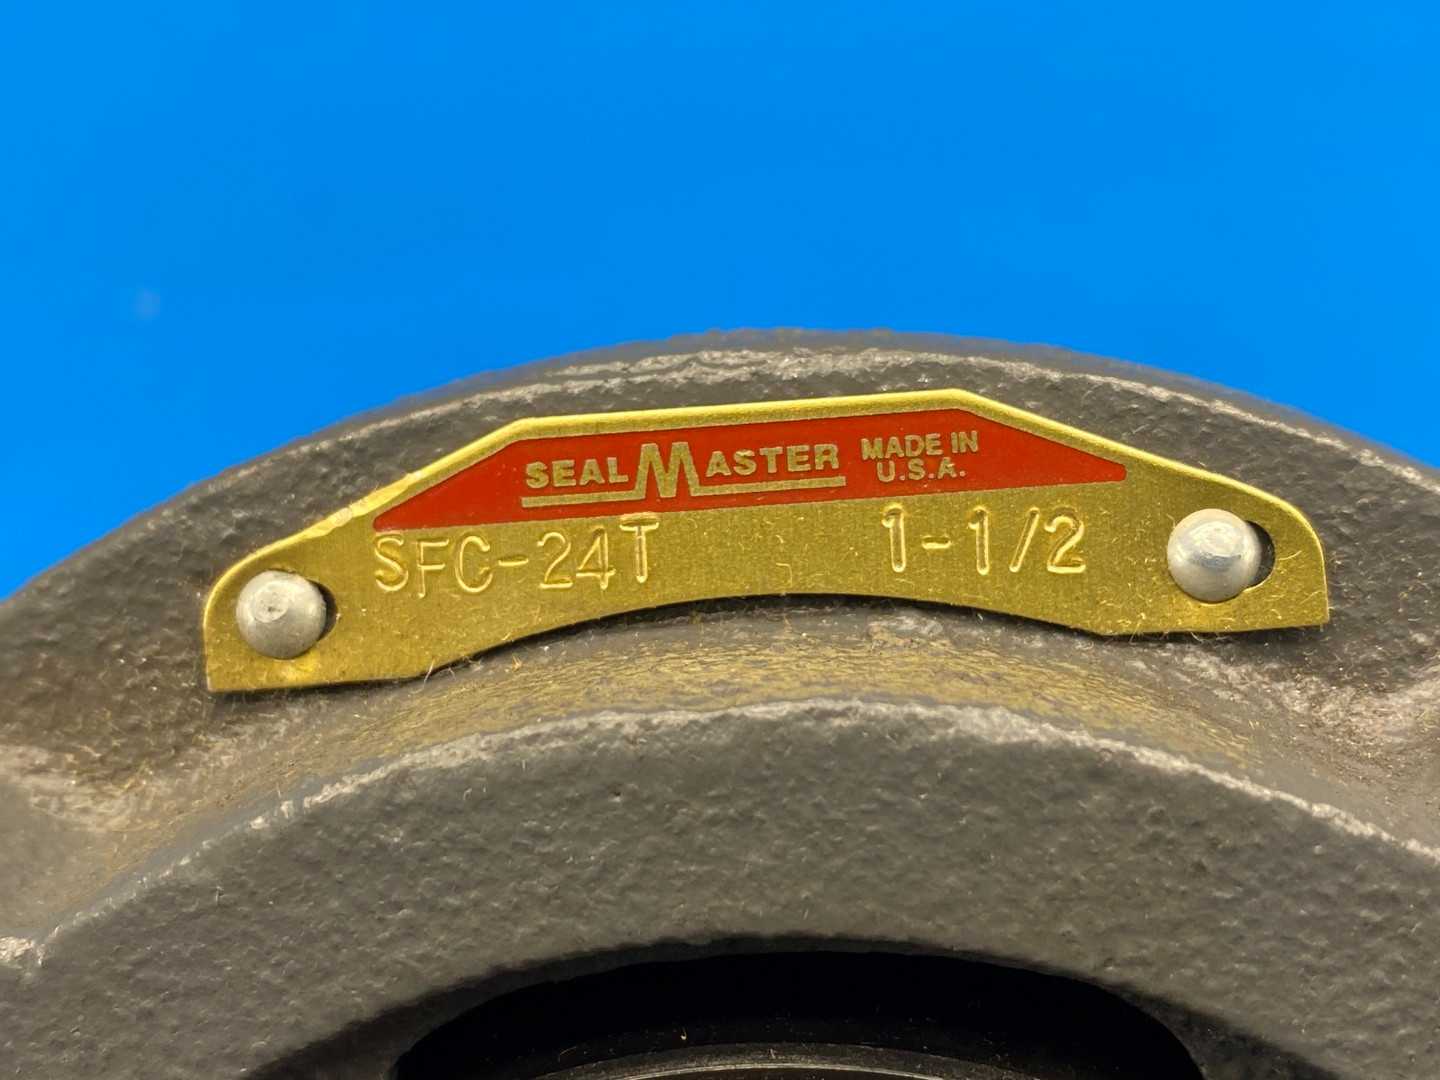 SEALMASTER MADE IN
U.S.A.
SFC-24T 1-1/2